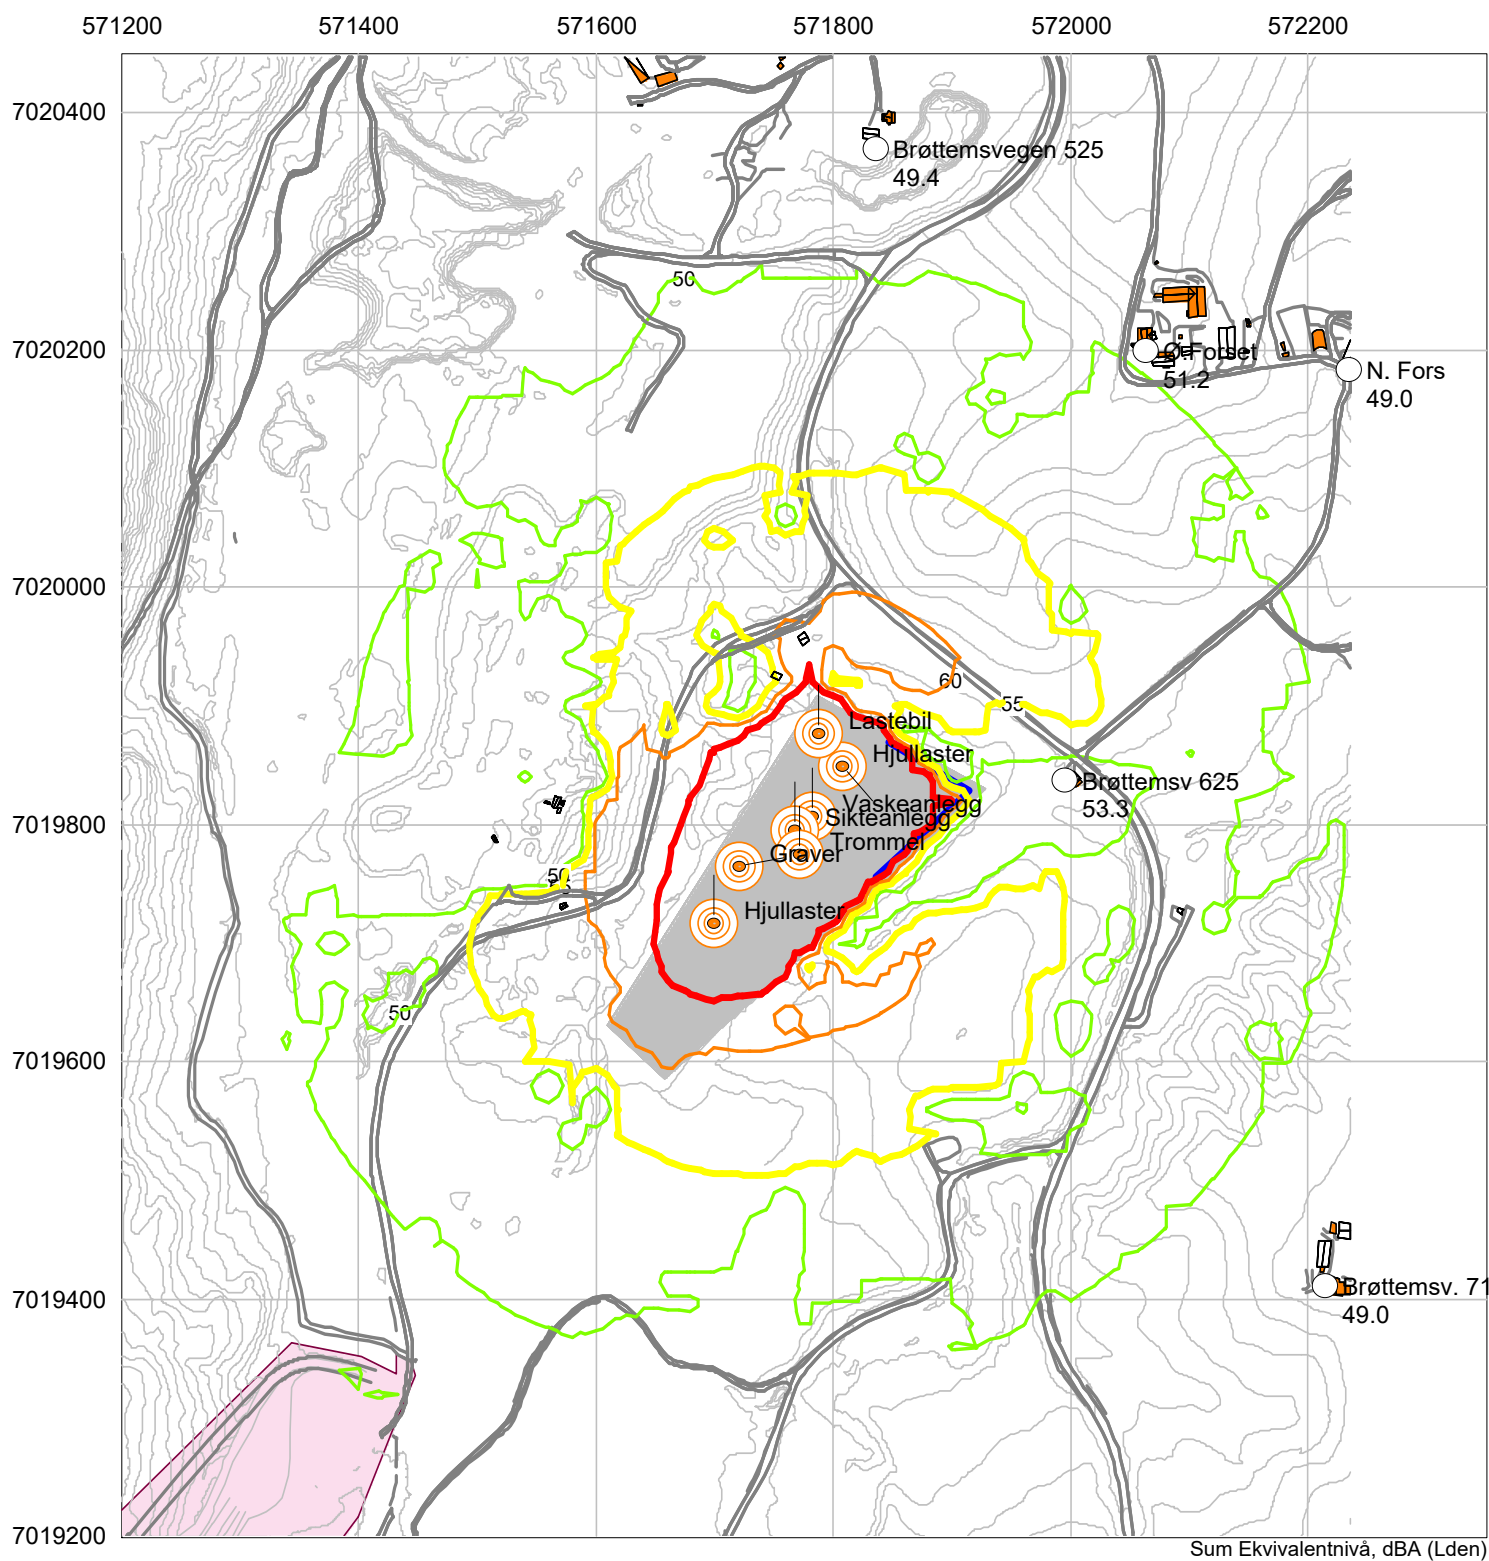 571200 571400 571600 571800 572000 572200
7020400
Brøttemsvegen 525
49.4
50
7020200
Ø.Forset
51.2
N. Fors
49.0
7020000
60
55
Lastebil
Hjullaster
Brøttemsv 625
53.3
7019800
Vaskeanlegg
Sikteanlegg
Trommel
Graver
50
Hjullaster
50
7019600
7019400
Brøttemsv. 71
49.0
7019200
Sum Ekvivalentnivå, dBA (Lden)